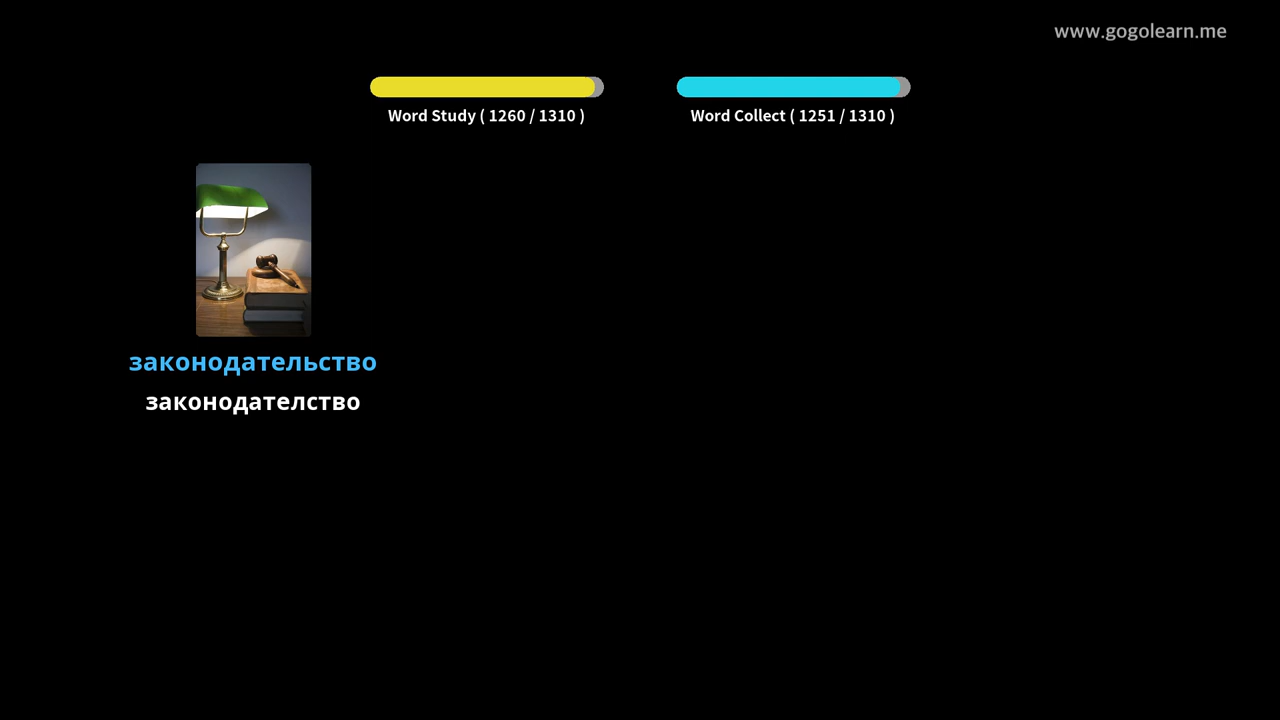 www.gogolearn.me
Word Study ( 1260 / 1310 )
Word Collect ( 1251 / 1310 )
законодательство
законодателство